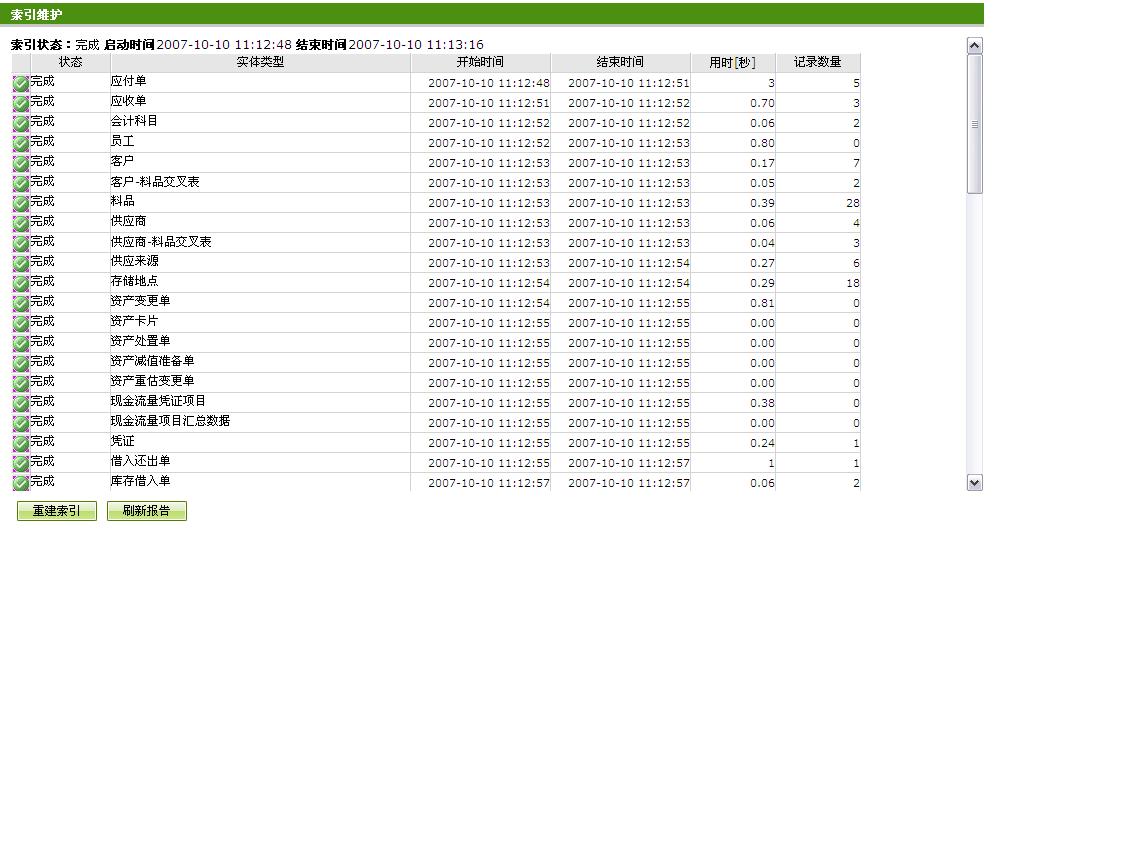 索引维护
索引状态：完成 启动时间2007-10-10 11:12:48 结束时间2007-10-10 11:13:16
状态 实体类型 开始时间 结束时间 用时[秒] 记录数量
完成 应付单 2007-10-10 11:12:48 2007-10-10 11:12:51 3 5
完成 应收单 2007-10-10 11:12:51 2007-10-10 11:12:52 0.70 3
完成 会计科目 2007-10-10 11:12:52 2007-10-10 11:12:52 0.06 2
完成 员工 2007-10-10 11:12:52 2007-10-10 11:12:53 0.80 0
完成 客户 2007-10-10 11:12:53 2007-10-10 11:12:53 0.17 7
完成 客户-料品交叉表 2007-10-10 11:12:53 2007-10-10 11:12:53 0.05 2
完成 料品 2007-10-10 11:12:53 2007-10-10 11:12:53 0.39 28
完成 供应商 2007-10-10 11:12:53 2007-10-10 11:12:53 0.06 4
完成 供应商-料品交叉表 2007-10-10 11:12:53 2007-10-10 11:12:53 0.04 3
完成 供应来源 2007-10-10 11:12:53 2007-10-10 11:12:54 0.27 6
完成 存储地点 2007-10-10 11:12:54 2007-10-10 11:12:54 0.29 18
完成 资产变更单 2007-10-10 11:12:54 2007-10-10 11:12:55 0.81 0
完成 资产卡片 2007-10-10 11:12:55 2007-10-10 11:12:55 0.00 0
完成 资产处置单 2007-10-10 11:12:55 2007-10-10 11:12:55 0.00 0
完成 资产减值准备单 2007-10-10 11:12:55 2007-10-10 11:12:55 0.00 0
完成 资产重估变更单 2007-10-10 11:12:55 2007-10-10 11:12:55 0.00 0
完成 现金流量凭证项目 2007-10-10 11:12:55 2007-10-10 11:12:55 0.38 0
完成 现金流量项目汇总数据 2007-10-10 11:12:55 2007-10-10 11:12:55 0.00 0
完成 凭证 2007-10-10 11:12:55 2007-10-10 11:12:55 0.24 1
完成 借入还出单 2007-10-10 11:12:55 2007-10-10 11:12:57 1 1
完成 库存借入单 2007-10-10 11:12:57 2007-10-10 11:12:57 0.06 2
重建索引 刷新报告